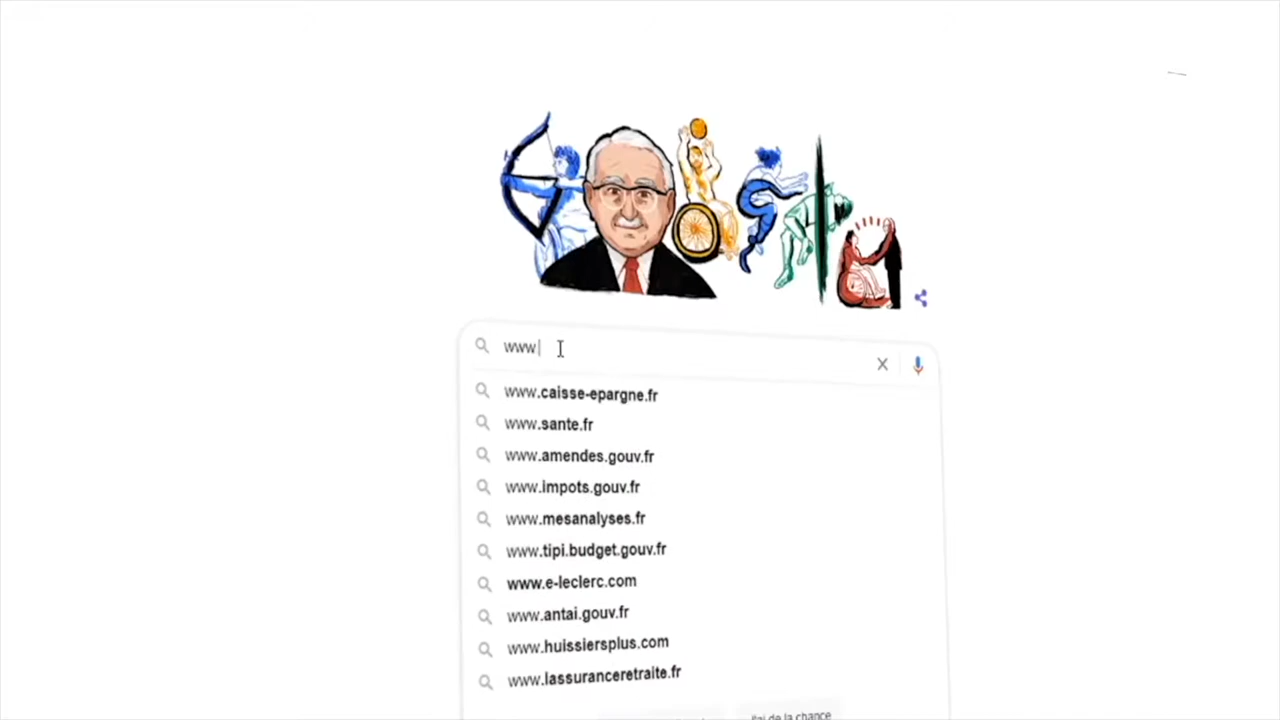 www
www.caisse-epargne.fr
www.sante.fr
www.amendes.gouv.fr
www.impots.gouv.fr
www.mesanalyses.fr
www.tipi.budget.gouv.fr
www.e-leclerc.com
www.antai.gouv.fr
www.huissiersplus.com
www.lassuranceretraite.fr
J'ai de la chance